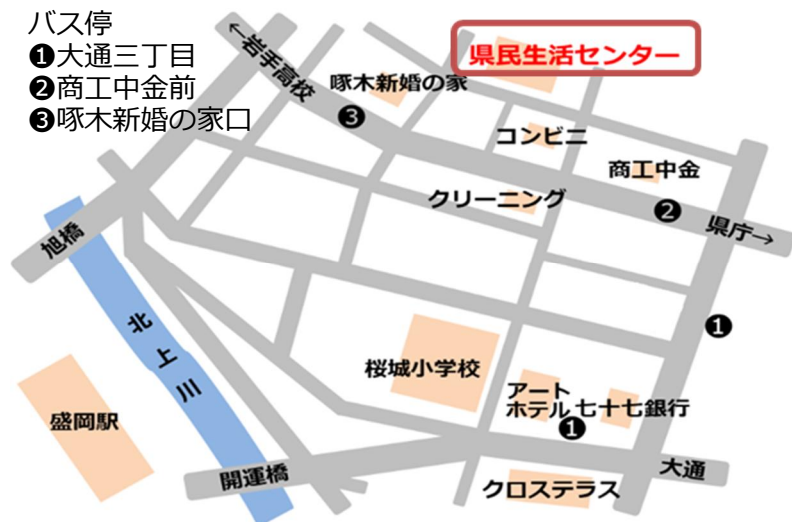 バス停
❶大通三丁目
❷商工中金前
❸啄木新婚の家口
←岩手高校
県民生活センター
啄木新婚の家
❸
コンビニ
商工中金
クリーニング
❷
県庁→
旭橋
❶
北上川
桜城小学校
アート
ホテル
七十七銀行
❶
盛岡駅
開運橋
大通
クロステラス